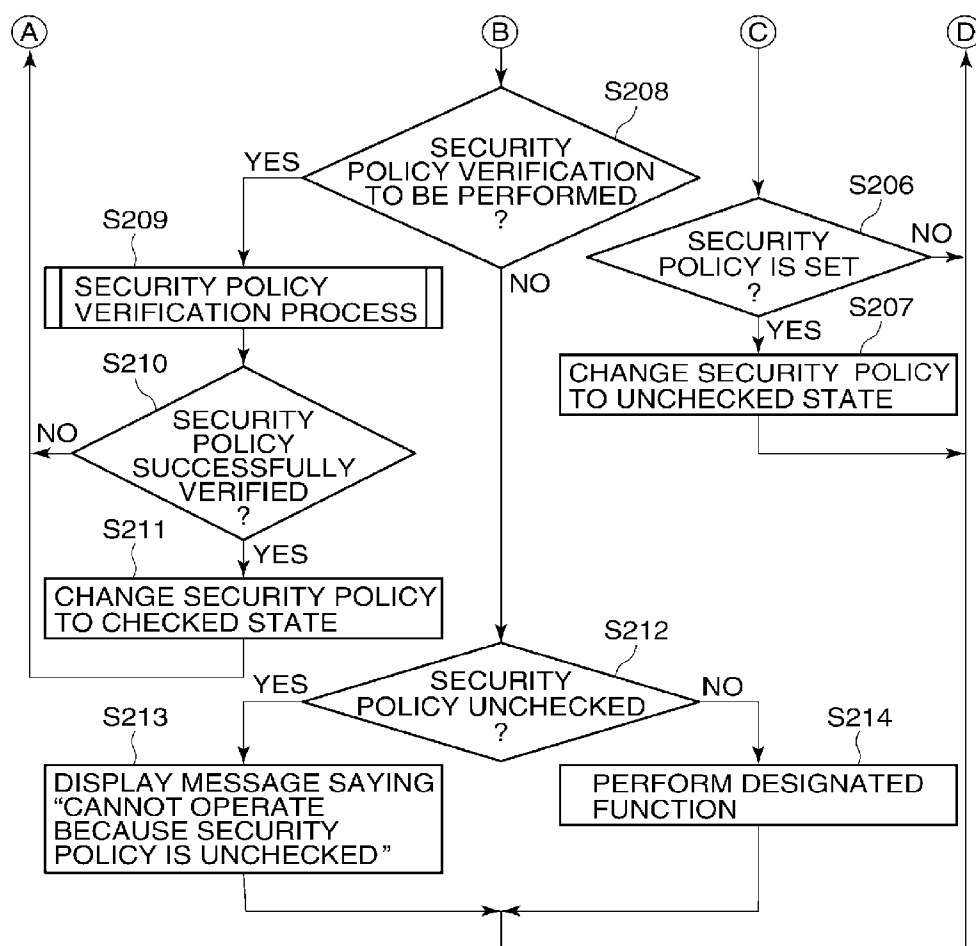 A
B
C
D
S208
SECURITY
POLICY VERIFICATION
TO BE PERFORMED
?
YES
NO
S206
SECURITY
POLICY IS SET
?
NO
YES
S209
SECURITY POLICY
VERIFICATION PROCESS
S207
CHANGE SECURITY POLICY
TO UNCHECKED STATE
S210
SECURITY
POLICY
SUCCESSFULLY
VERIFIED
?
NO
YES
S211
CHANGE SECURITY POLICY
TO CHECKED STATE
S212
SECURITY
POLICY UNCHECKED
?
YES
NO
S213
DISPLAY MESSAGE SAYING
“CANNOT OPERATE
BECAUSE SECURITY
POLICY IS UNCHECKED”
S214
PERFORM DESIGNATED
FUNCTION